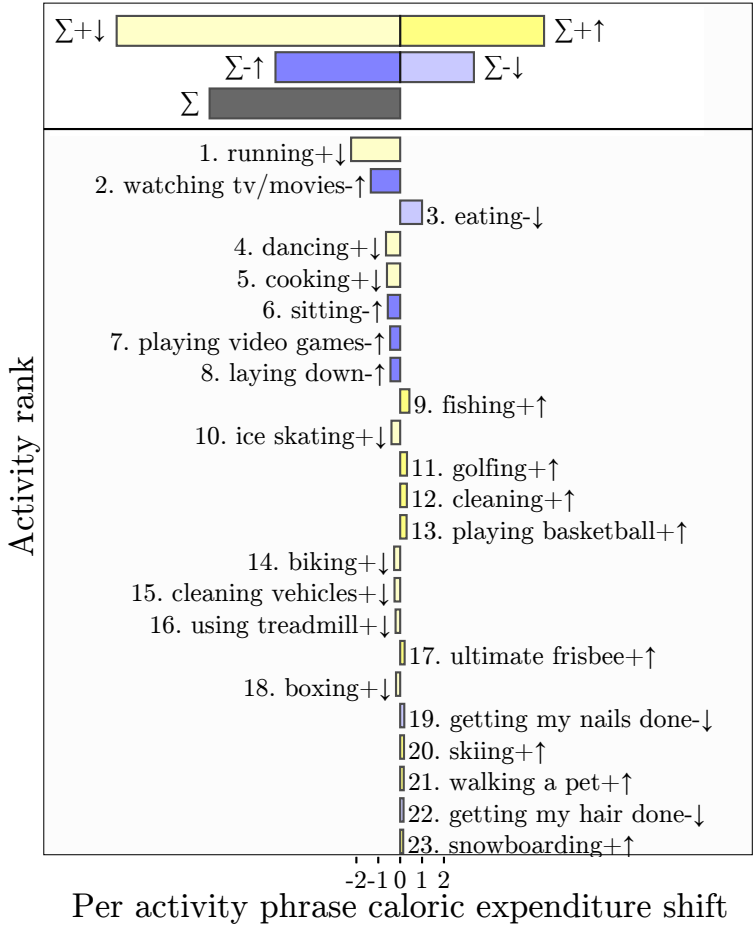 Σ+↓ Σ+↑
Σ-↑ Σ-↓
Σ
1. running+↓
2. watching tv/movies-↑
3. eating-↓
4. dancing+↓
5. cooking+↓
6. sitting-↑
7. playing video games-↑
8. laying down-↑
9. fishing+↑
10. ice skating+↓
11. golfing+↑
12. cleaning+↑
13. playing basketball+↑
14. biking+↓
15. cleaning vehicles+↓
16. using treadmill+↓
17. ultimate frisbee+↑
18. boxing+↓
19. getting my nails done-↓
20. skiing+↑
21. walking a pet+↑
22. getting my hair done-↓
23. snowboarding+↑
Activity rank
-2 -1 0 1 2
Per activity phrase caloric expenditure shift